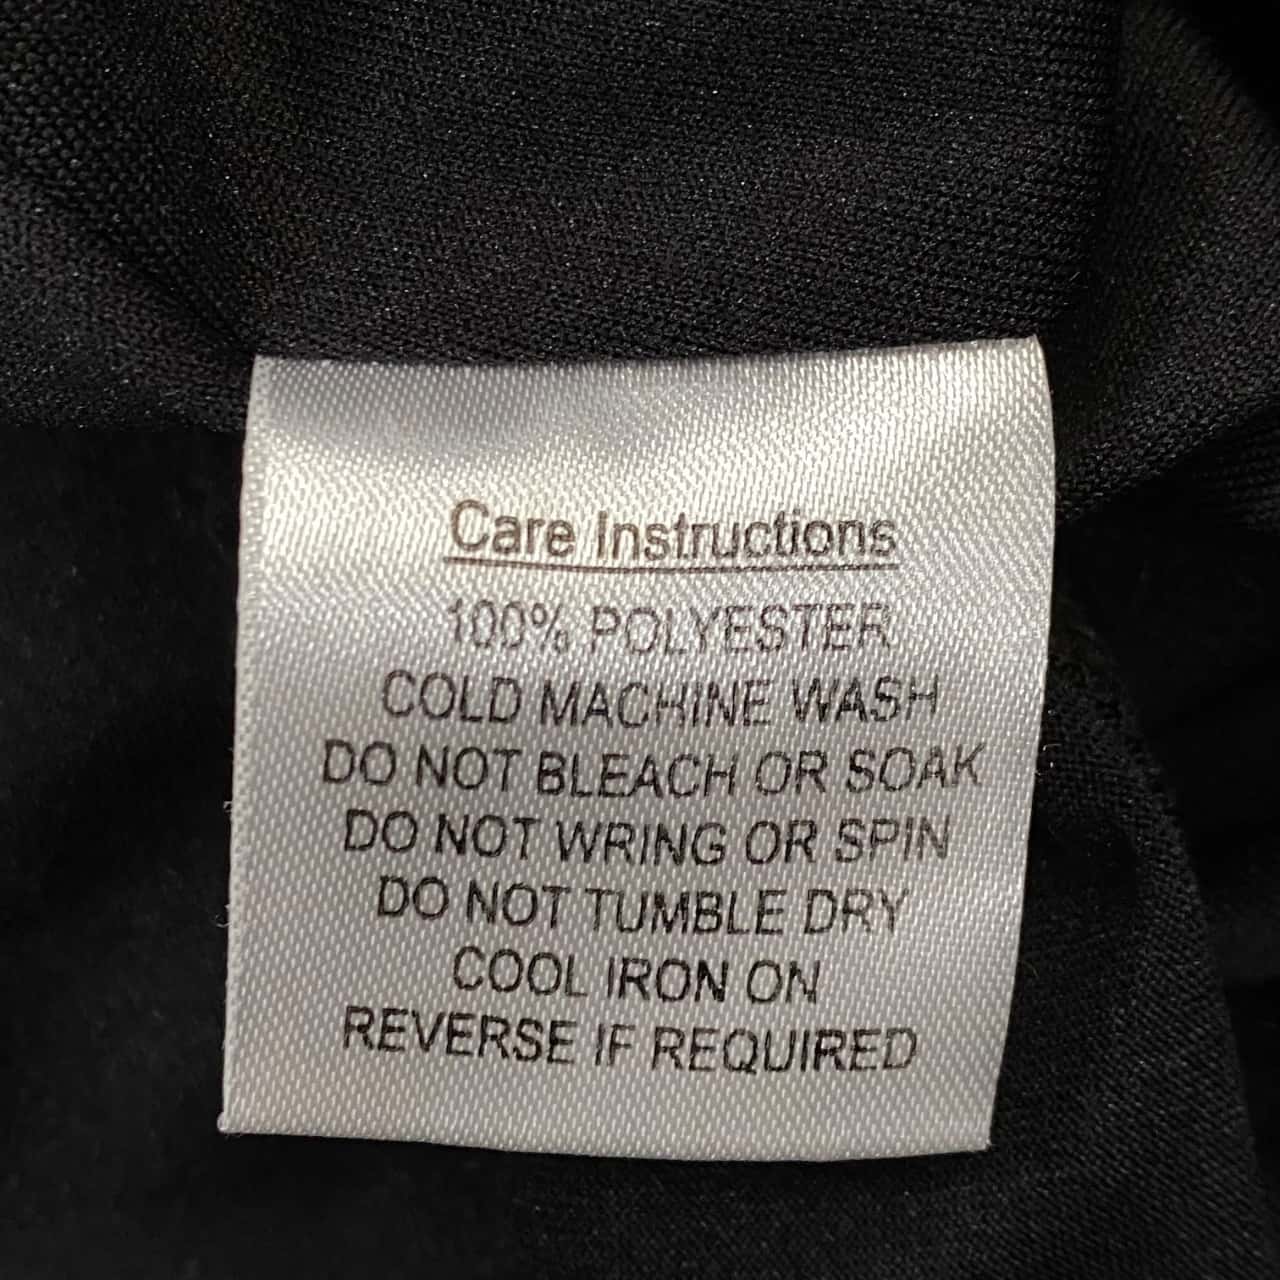 Care Instructions
100% POLYESTER
COLD MACHINE WASH
DO NOT BLEACH OR SOAK
DO NOT WRING OR SPIN
DO NOT TUMBLE DRY
COOL IRON ON
REVERSE IF REQUIRED